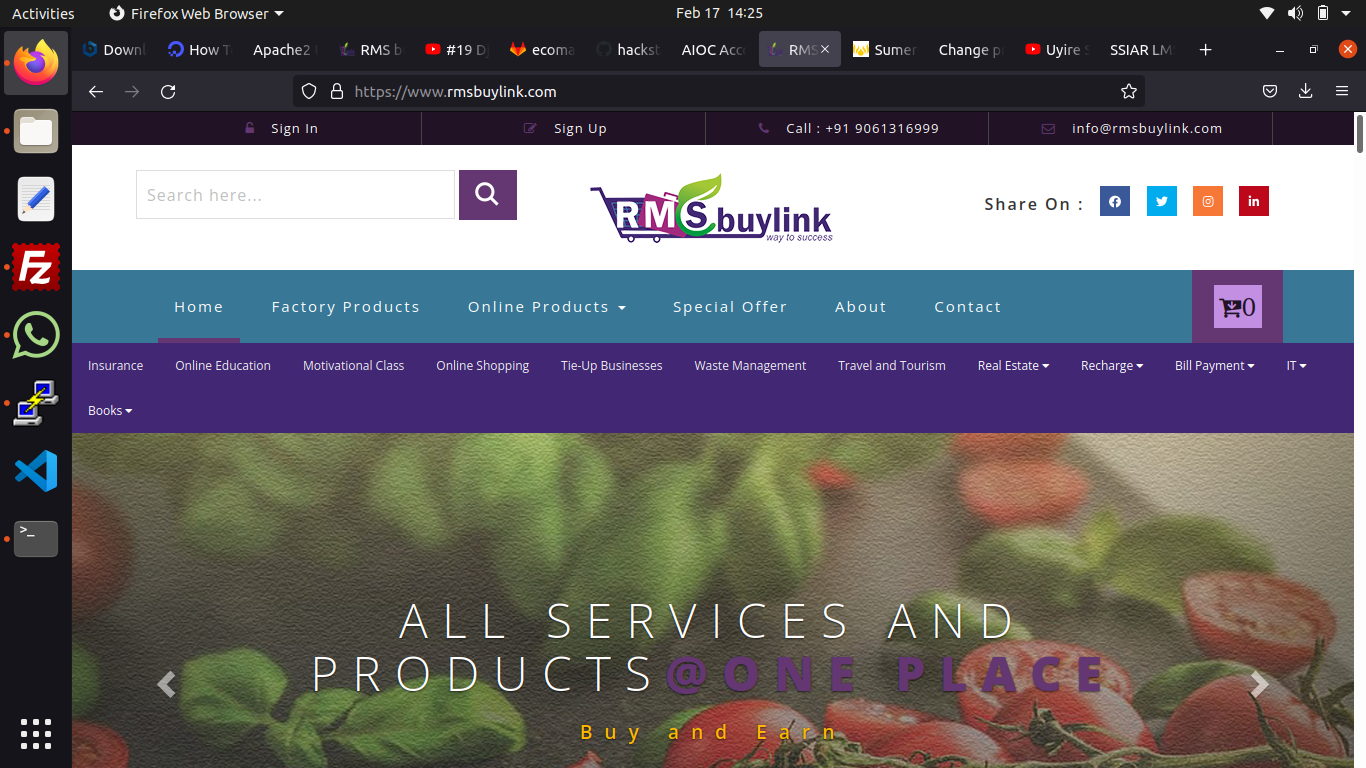 Activities Firefox Web Browser Feb 17 14:25
Downl How T Apache2 RMS b #19 Dj ecoma hackst AIOC Acc RMS Sumer Change p Uyire S SSIAR LM
https://www.rmsbuylink.com
Sign In Sign Up Call : +91 9061316999 info@rmsbuylink.com
Search here...
RMS buylink
way to success
Share On :
Home Factory Products Online Products Special Offer About Contact 0
Insurance Online Education Motivational Class Online Shopping Tie-Up Businesses Waste Management Travel and Tourism Real Estate Recharge Bill Payment IT
Books
ALL SERVICES AND
PRODUCTS@ONE PLACE
Buy and Earn